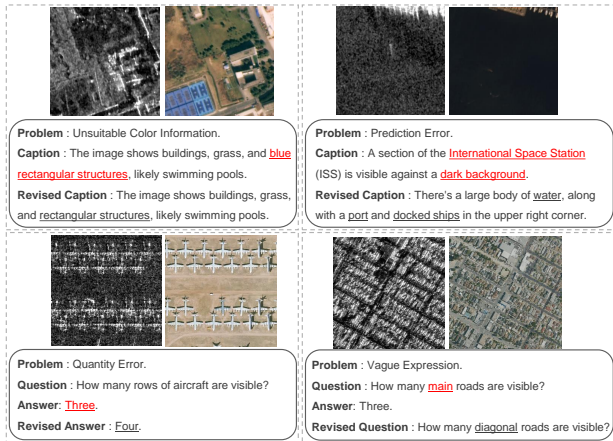 Problem : Unsuitable Color Information.
Caption : The image shows buildings, grass, and blue
rectangular structures, likely swimming pools.
Revised Caption : The image shows buildings, grass,
and rectangular structures, likely swimming pools.
Problem : Prediction Error.
Caption : A section of the International Space Station
(ISS) is visible against a dark background.
Revised Caption : There's a large body of water, along
with a port and docked ships in the upper right corner.
Problem : Quantity Error.
Question : How many rows of aircraft are visible?
Answer: Three.
Revised Answer : Four.
Problem : Vague Expression.
Question : How many main roads are visible?
Answer: Three.
Revised Question : How many diagonal roads are visible?